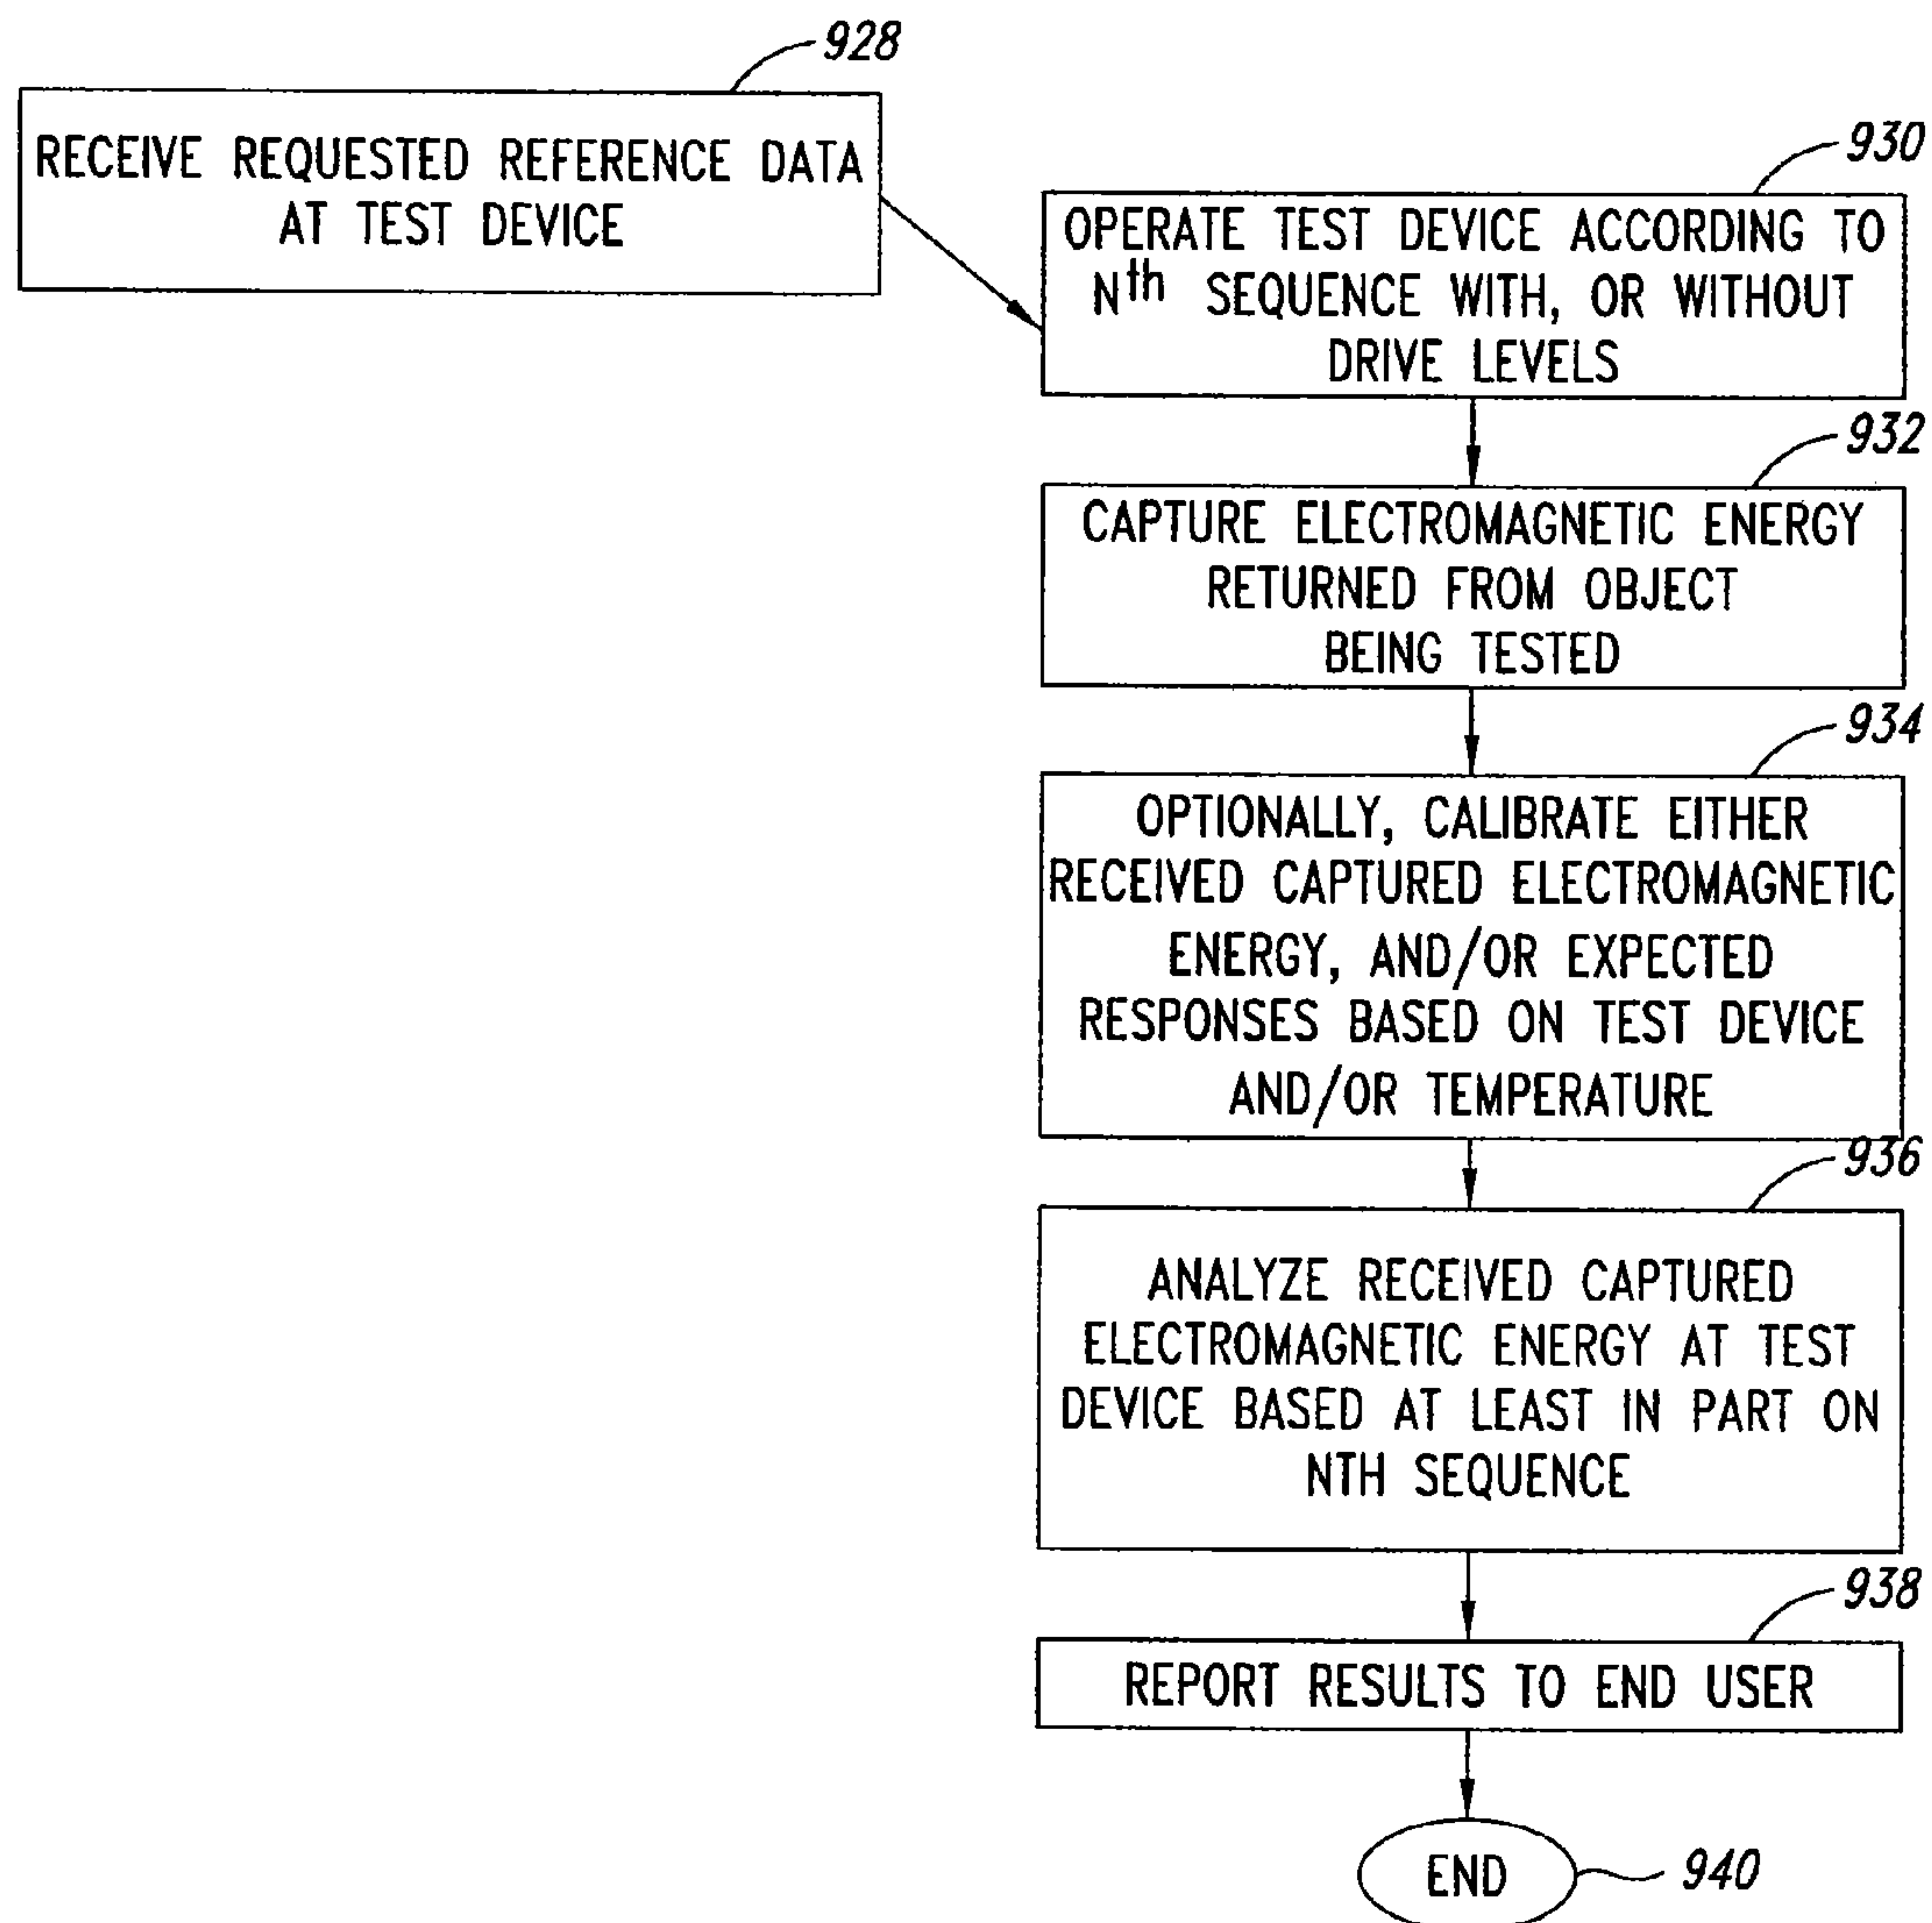 928
RECEIVE REQUESTED REFERENCE DATA
AT TEST DEVICE
930
OPERATE TEST DEVICE ACCORDING TO
Nth SEQUENCE WITH, OR WITHOUT
DRIVE LEVELS
932
CAPTURE ELECTROMAGNETIC ENERGY
RETURNED FROM OBJECT
BEING TESTED
934
OPTIONALLY, CALIBRATE EITHER
RECEIVED CAPTURED ELECTROMAGNETIC
ENERGY, AND/OR EXPECTED
RESPONSES BASED ON TEST DEVICE
AND/OR TEMPERATURE
936
ANALYZE RECEIVED CAPTURED
ELECTROMAGNETIC ENERGY AT TEST
DEVICE BASED AT LEAST IN PART ON
NTH SEQUENCE
938
REPORT RESULTS TO END USER
END
940